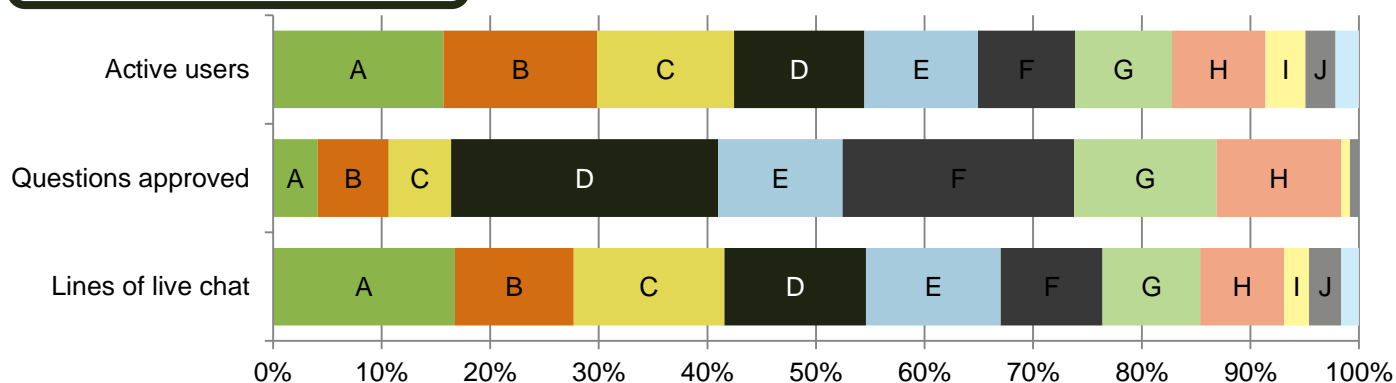 Active users A B C D E F G H I J
Questions approved A B C D E F G H
Lines of live chat A B C D E F G H I J
0% 10% 20% 30% 40% 50% 60% 70% 80% 90% 100%